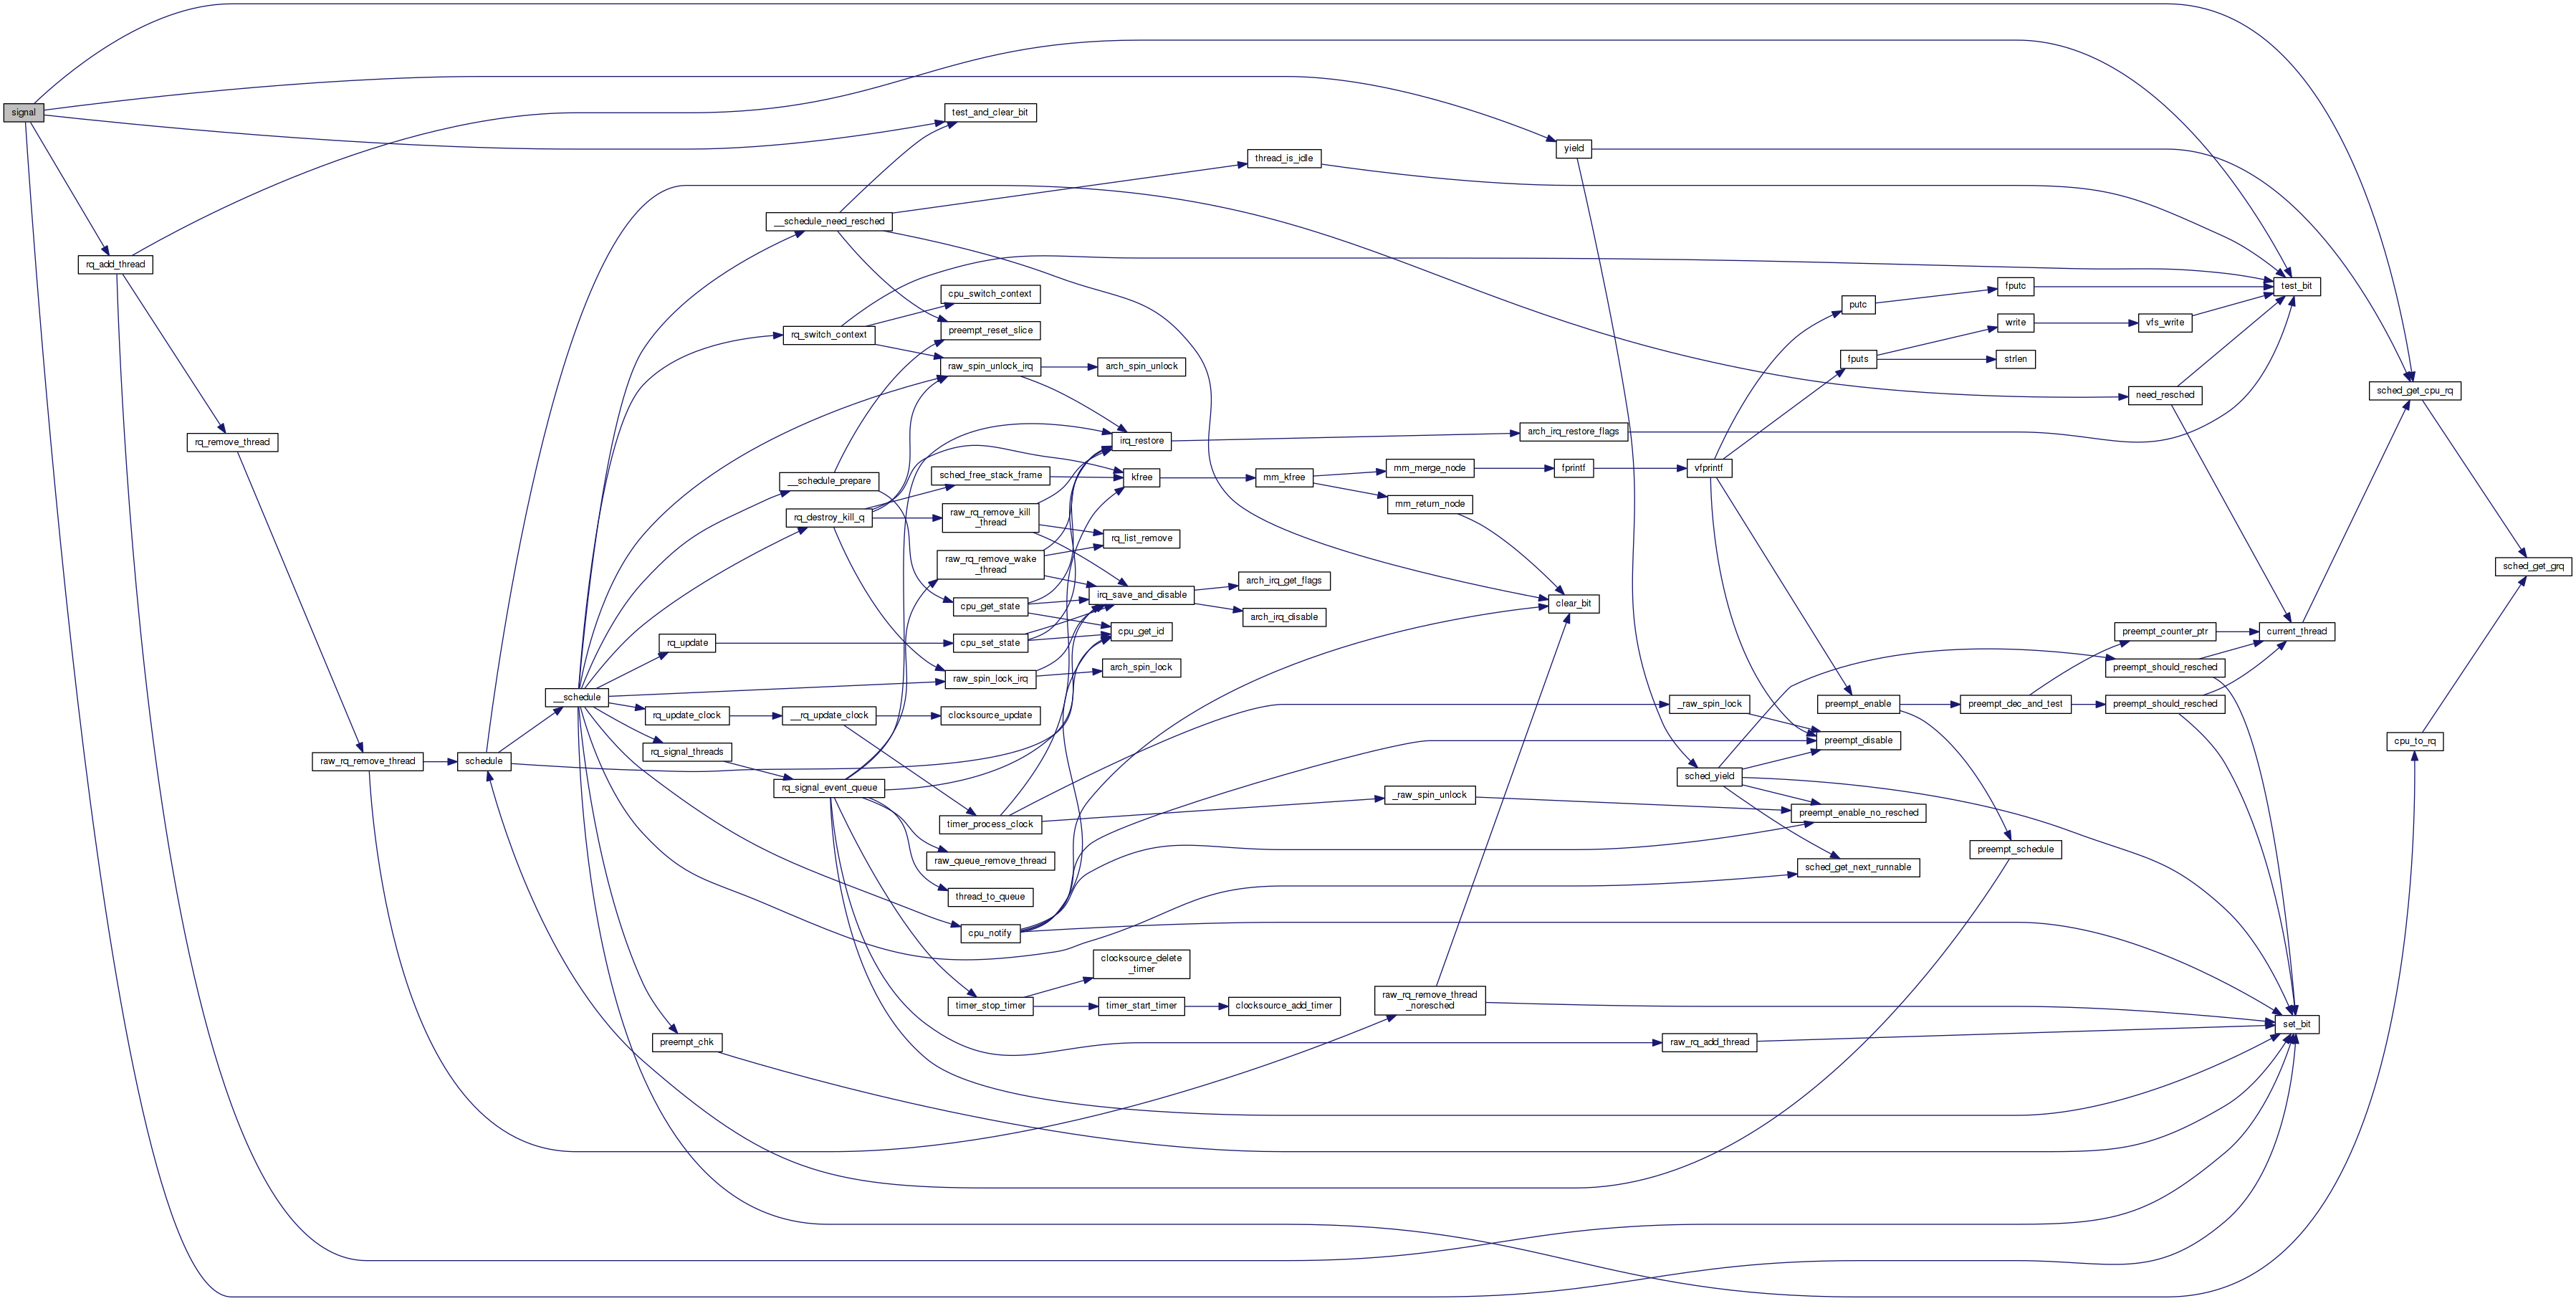 signal
test_and_clear_bit
yield
thread_is_idle
__schedule_need_resched
rq_add_thread
cpu_switch_context
fputc
test_bit
putc
preempt_reset_slice
write
vfs_write
rq_switch_context
raw_spin_unlock_irq
arch_spin_unlock
fputs
strlen
sched_get_cpu_rq
need_resched
arch_irq_restore_flags
rq_remove_thread
irq_restore
mm_merge_node
fprintf
vfprintf
sched_free_stack_frame
kfree
mm_kfree
__schedule_prepare
mm_return_node
rq_destroy_kill_q
raw_rq_remove_kill
_thread
rq_list_remove
raw_rq_remove_wake
_thread
sched_get_grq
arch_irq_get_flags
irq_save_and_disable
cpu_get_state
clear_bit
arch_irq_disable
cpu_get_id
preempt_counter_ptr
current_thread
rq_update
cpu_set_state
arch_spin_lock
preempt_should_resched
raw_spin_lock_irq
__schedule
_raw_spin_lock
preempt_enable
preempt_dec_and_test
preempt_should_resched
rq_update_clock
__rq_update_clock
clocksource_update
preempt_disable
cpu_to_rq
rq_signal_threads
raw_rq_remove_thread
schedule
sched_yield
rq_signal_event_queue
_raw_spin_unlock
preempt_enable_no_resched
timer_process_clock
preempt_schedule
raw_queue_remove_thread
sched_get_next_runnable
thread_to_queue
cpu_notify
clocksource_delete
_timer
raw_rq_remove_thread
_noresched
timer_stop_timer
timer_start_timer
clocksource_add_timer
set_bit
preempt_chk
raw_rq_add_thread